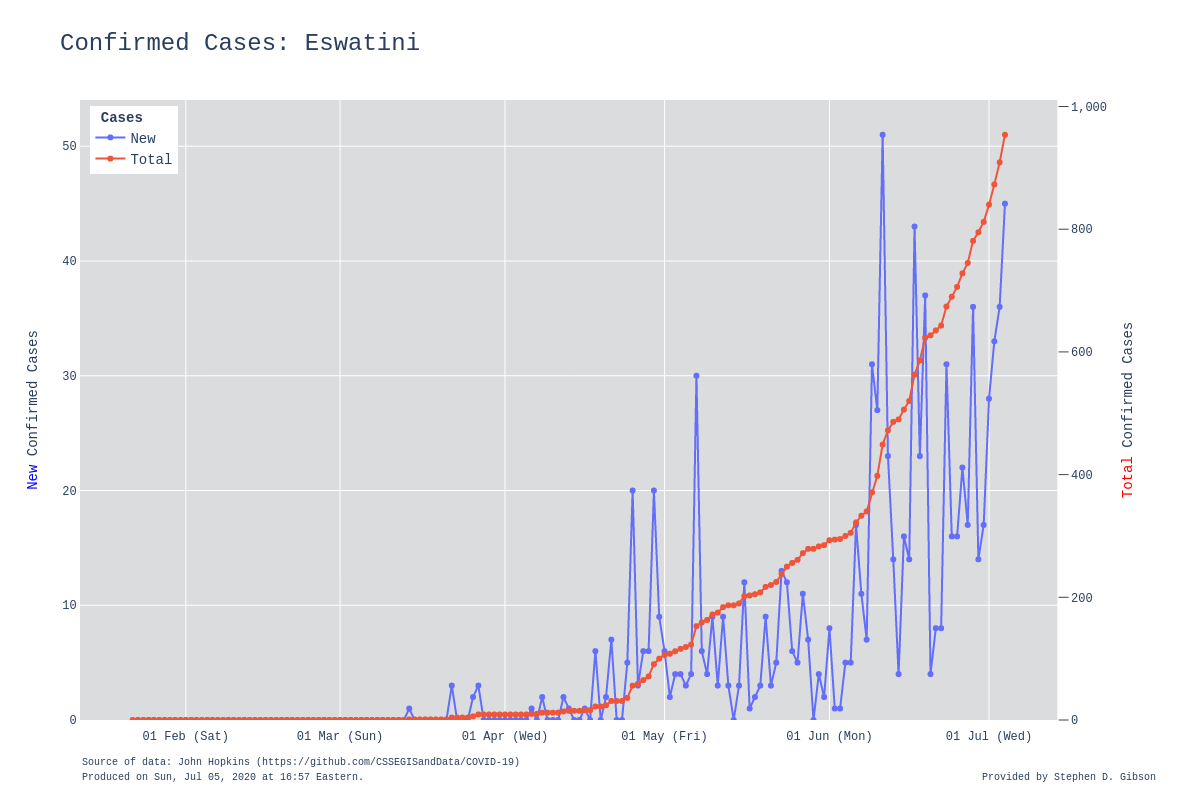 Confirmed Cases: Eswatini
Cases
New
Total
50
40
30
20
10
0
1,000
800
600
400
200
0
New Confirmed Cases
Total Confirmed Cases
01 Feb (Sat)
01 Mar (Sun)
01 Apr (Wed)
01 May (Fri)
01 Jun (Mon)
01 Jul (Wed)
Source of data: John Hopkins (https://github.com/CSSEGISandData/COVID-19)
Produced on Sun, Jul 05, 2020 at 16:57 Eastern.
Provided by Stephen D. Gibson